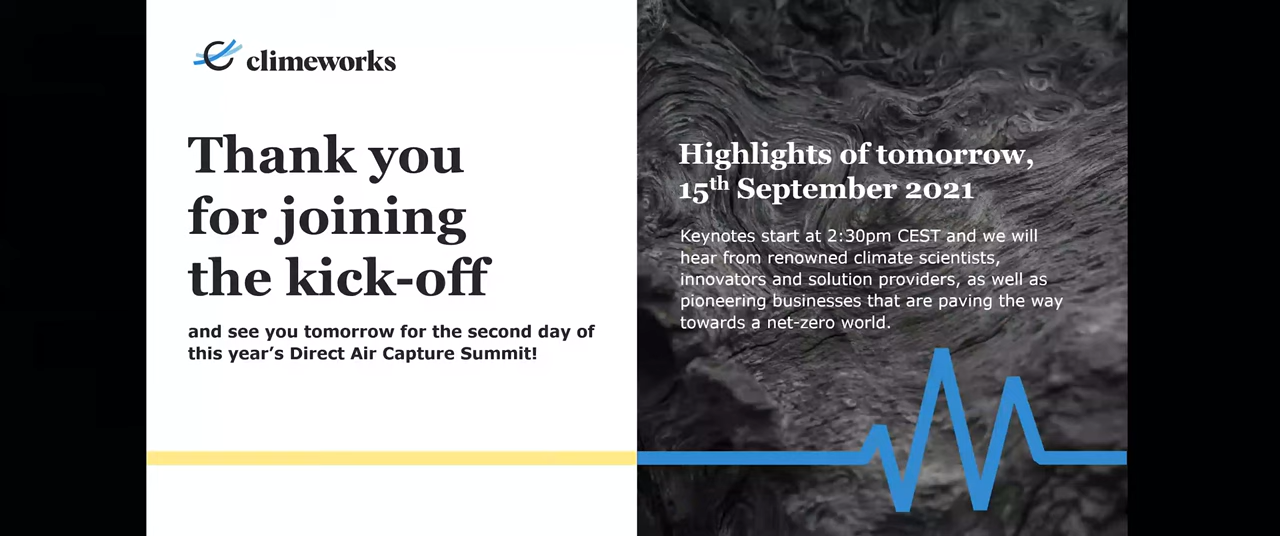 climeworks
Thank you
for joining
the kick-off
and see you tomorrow for the second day of
this year’s Direct Air Capture Summit!
Highlights of tomorrow,
15th September 2021
Keynotes start at 2:30pm CEST and we will
hear from renowned climate scientists,
innovators and solution providers, as well as
pioneering businesses that are paving the way
towards a net-zero world.